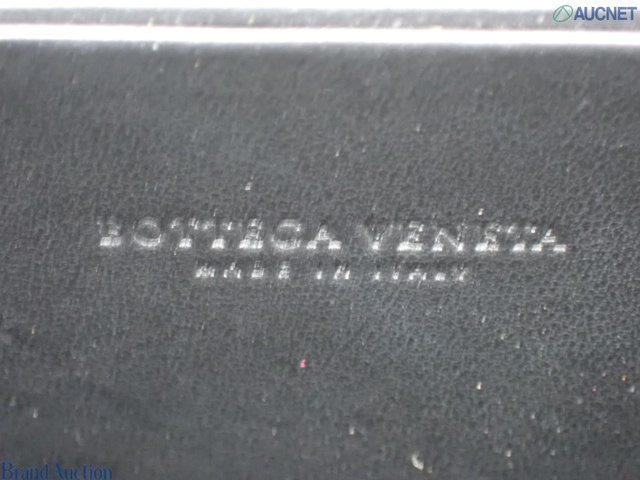 AUCNET
BOTTEGA VENETA
MADE IN ITALY
Brand Auction